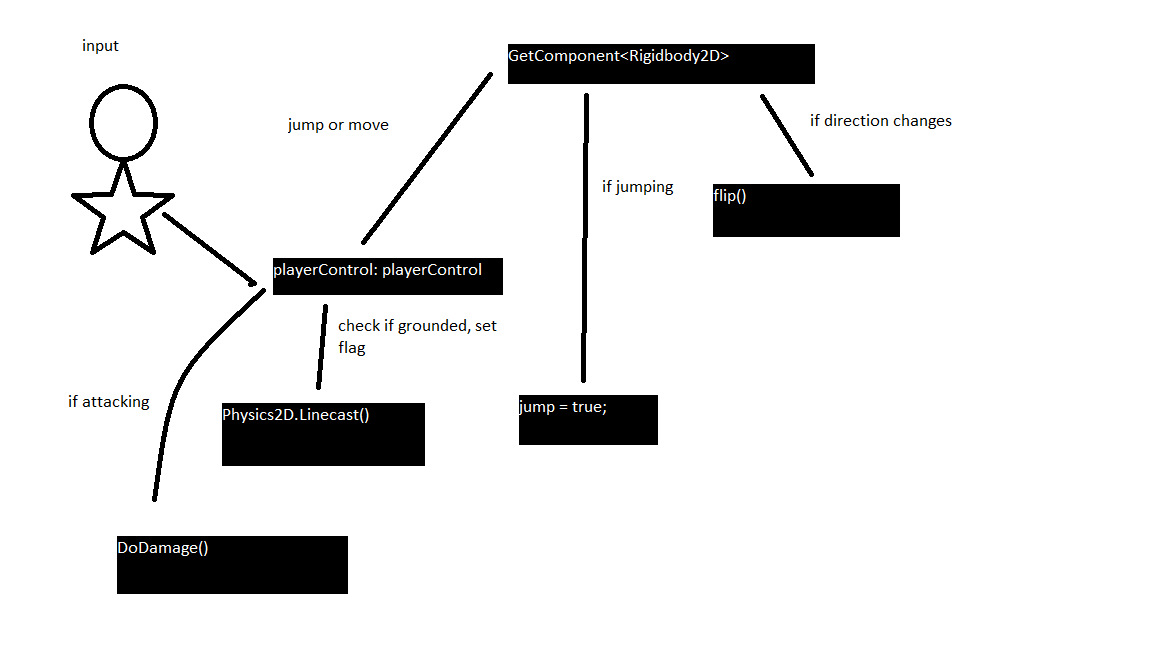 input
GetComponent<Rigidbody2D>
jump or move
if direction changes
if jumping
flip()
playerControl: playerControl
check if grounded, set
flag
if attacking
Physics2D.Linecast()
jump = true;
DoDamage()